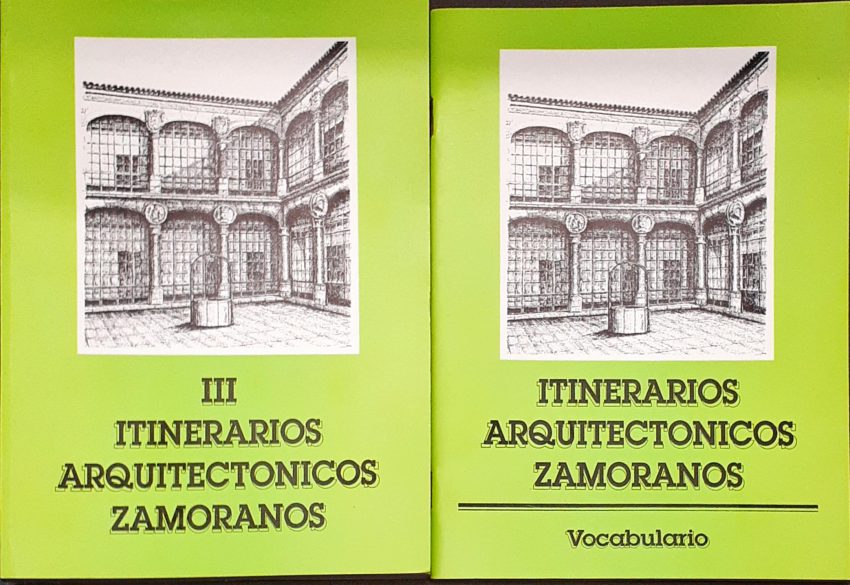 III
ITINERARIOS
ARQUITECTONICOS
ZAMORANOS
ITINERARIOS
ARQUITECTONICOS
ZAMORANOS
Vocabulario